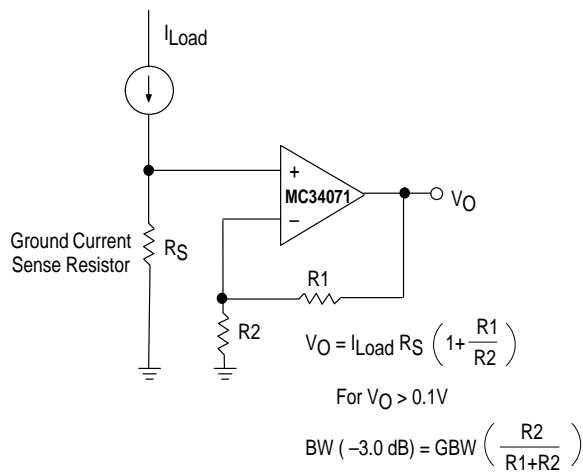 ILoad
+
MC34071
–
VO
Ground Current
Sense Resistor
RS
R1
R2
VO = ILoad RS (1+ R1/R2)
For VO > 0.1V
BW ( –3.0 dB) = GBW (R2/R1+R2)